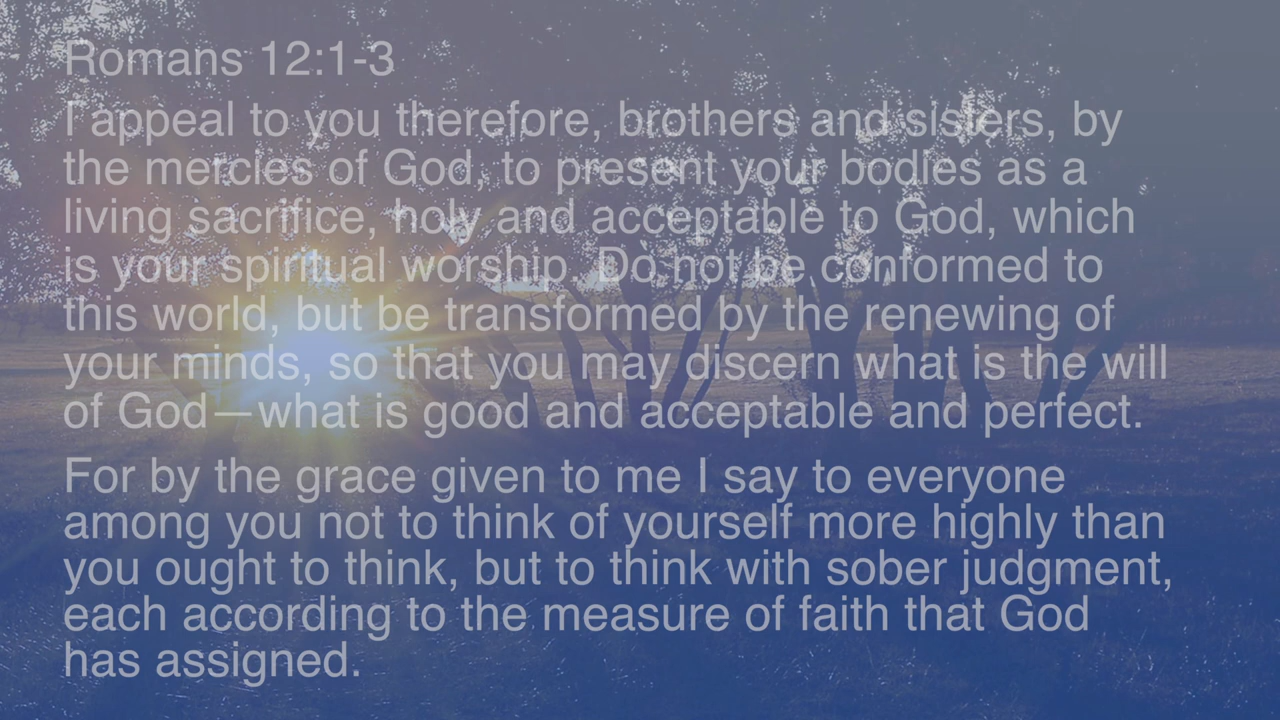 Romans 12:1-3
I appeal to you therefore, brothers and sisters, by
the mercies of God, to present your bodies as a
living sacrifice, holy and acceptable to God, which
is your spiritual worship. Do not be conformed to
this world, but be transformed by the renewing of
your minds, so that you may discern what is the will
of God—what is good and acceptable and perfect.
For by the grace given to me I say to everyone
among you not to think of yourself more highly than
you ought to think, but to think with sober judgment,
each according to the measure of faith that God
has assigned.